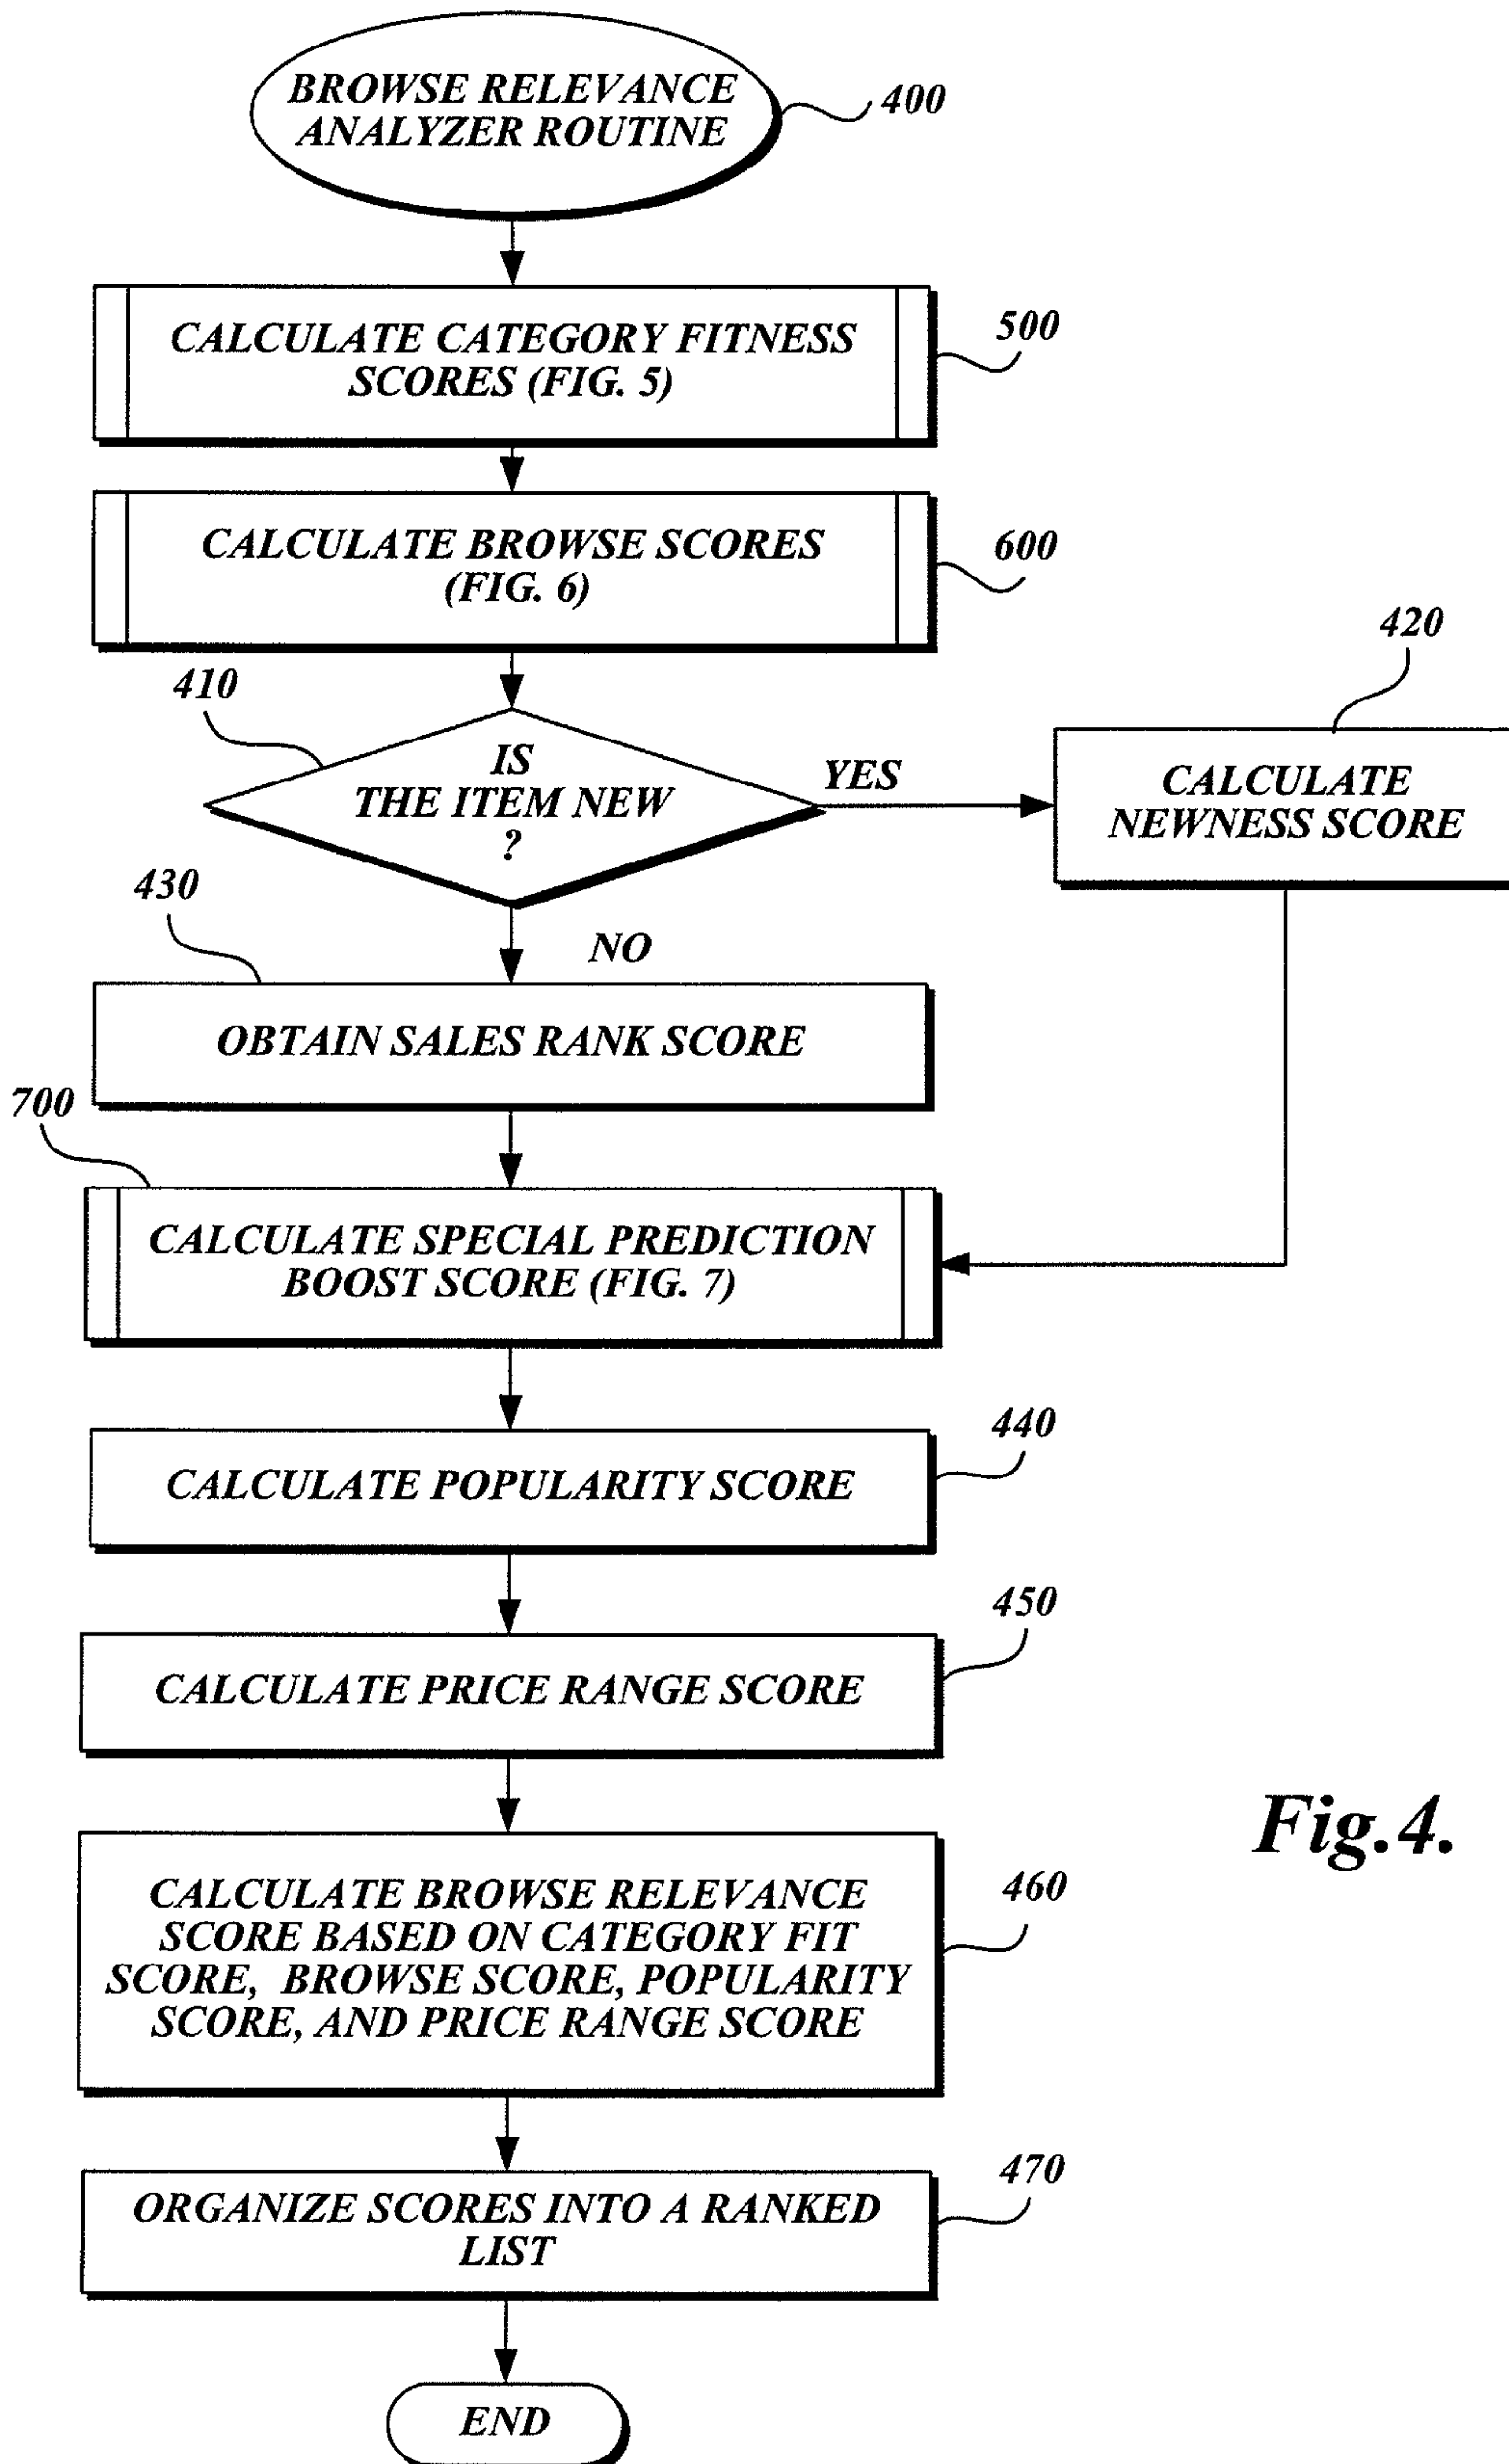 BROWSE RELEVANCE
ANALYZER ROUTINE
400
CALCULATE CATEGORY FITNESS
SCORES (FIG. 5)
500
CALCULATE BROWSE SCORES
(FIG. 6)
600
410
IS
THE ITEM NEW
?
YES
420
CALCULATE
NEWNESS SCORE
NO
430
OBTAIN SALES RANK SCORE
700
CALCULATE SPECIAL PREDICTION
BOOST SCORE (FIG. 7)
CALCULATE POPULARITY SCORE
440
CALCULATE PRICE RANGE SCORE
450
CALCULATE BROWSE RELEVANCE
SCORE BASED ON CATEGORY FIT
SCORE, BROWSE SCORE, POPULARITY
SCORE, AND PRICE RANGE SCORE
460
Fig.4.
ORGANIZE SCORES INTO A RANKED
LIST
470
END